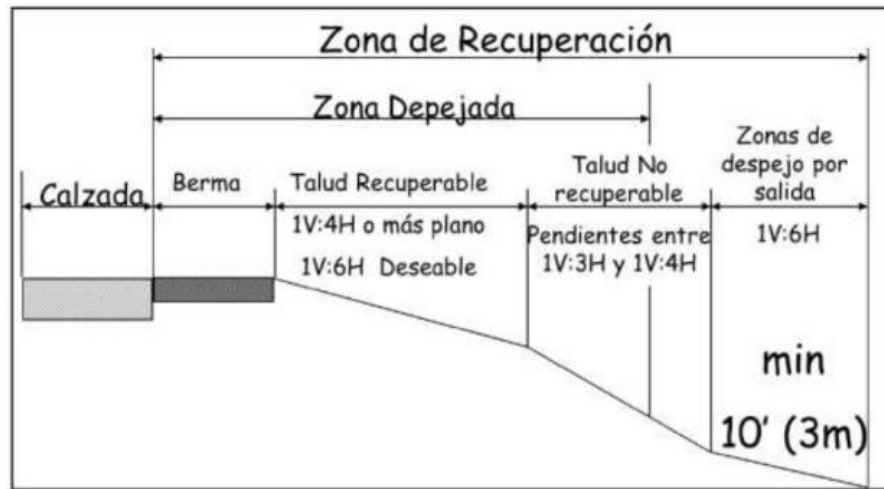 Zona de Recuperación
Zona Depejada
Zonas de
despejo por
salida
1V:6H
Calzada
Berma
Talud Recuperable
1V:4H o más plano
1V:6H Deseable
Talud No
recuperable
Pendientes entre
1V:3H y 1V:4H
min
10' (3m)